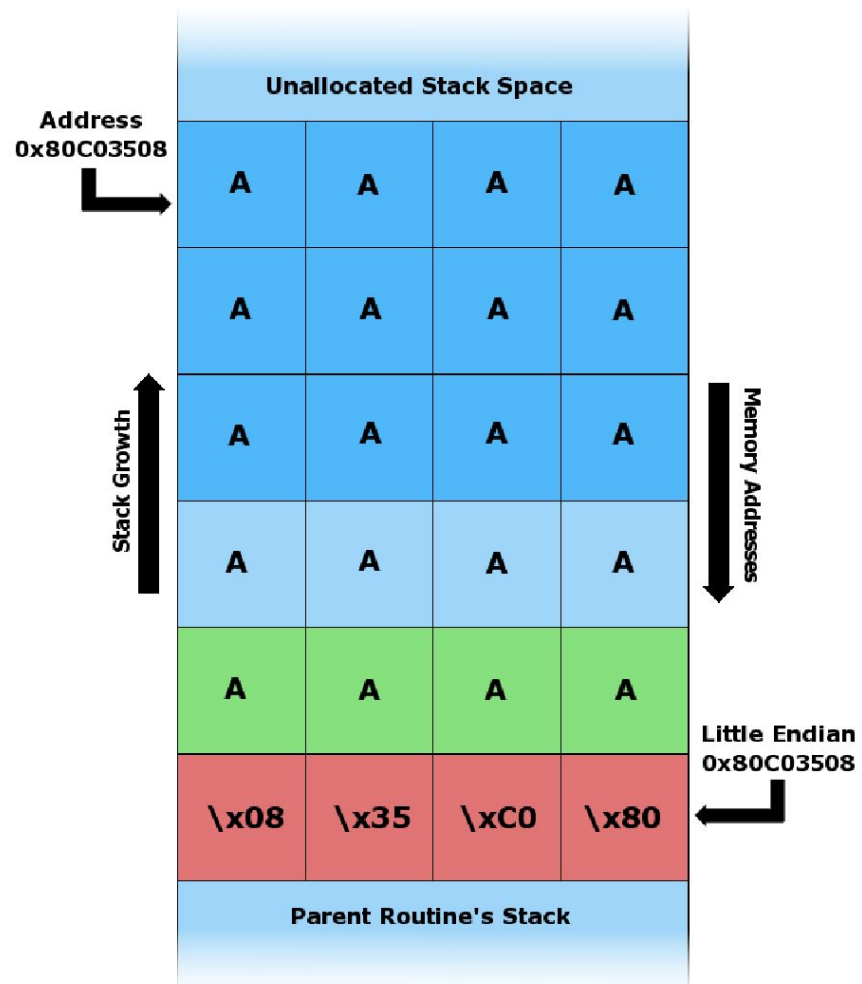 Unallocated Stack Space
Address
0x80C03508
A A A A
A A A A
Stack Growth
A A A A
Memory Addresses
A A A A
A A A A
Little Endian
0x80C03508
\x08 \x35 \xC0 \x80
Parent Routine's Stack